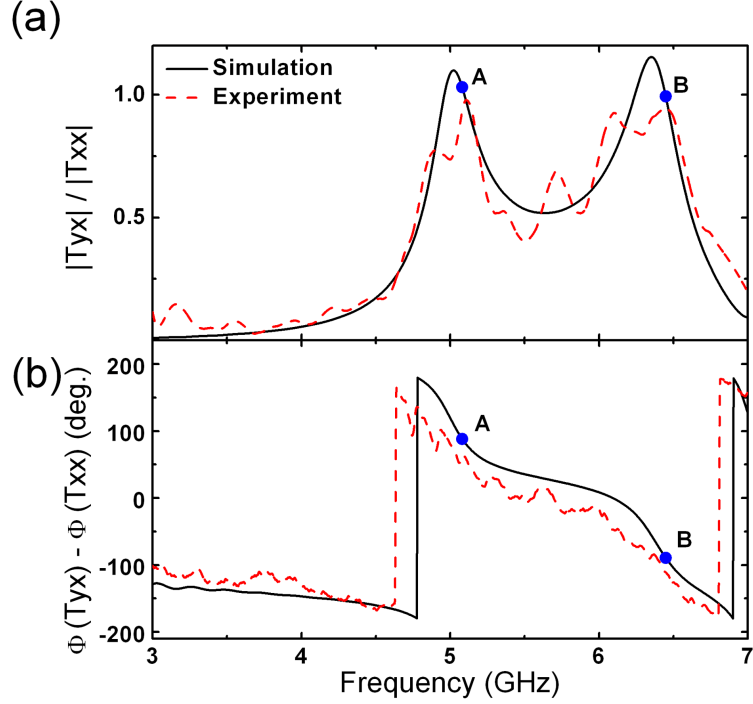 (a)
Simulation
Experiment
A
B
1.0
0.5
|Tyx| / |Txx|
(b)
200
100
0
-100
-200
Φ (Tyx) - Φ (Txx) (deg.)
A
B
3 4 5 6 7
Frequency (GHz)